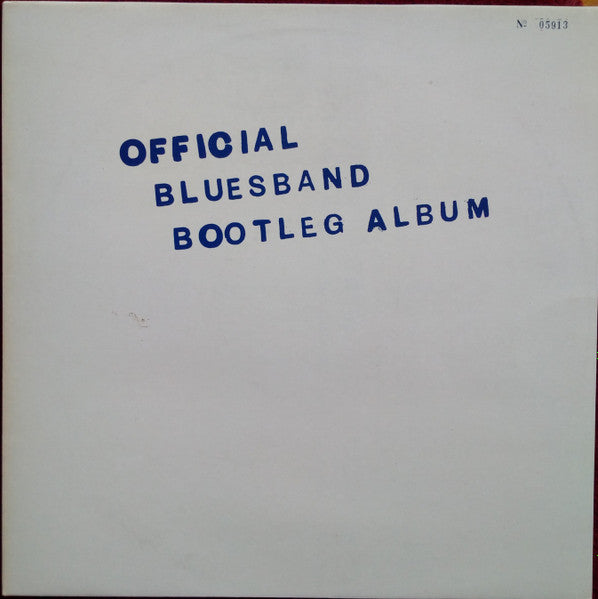 Nº 05913
OFFICIAL
BLUESBAND
BOOTLEG ALBUM